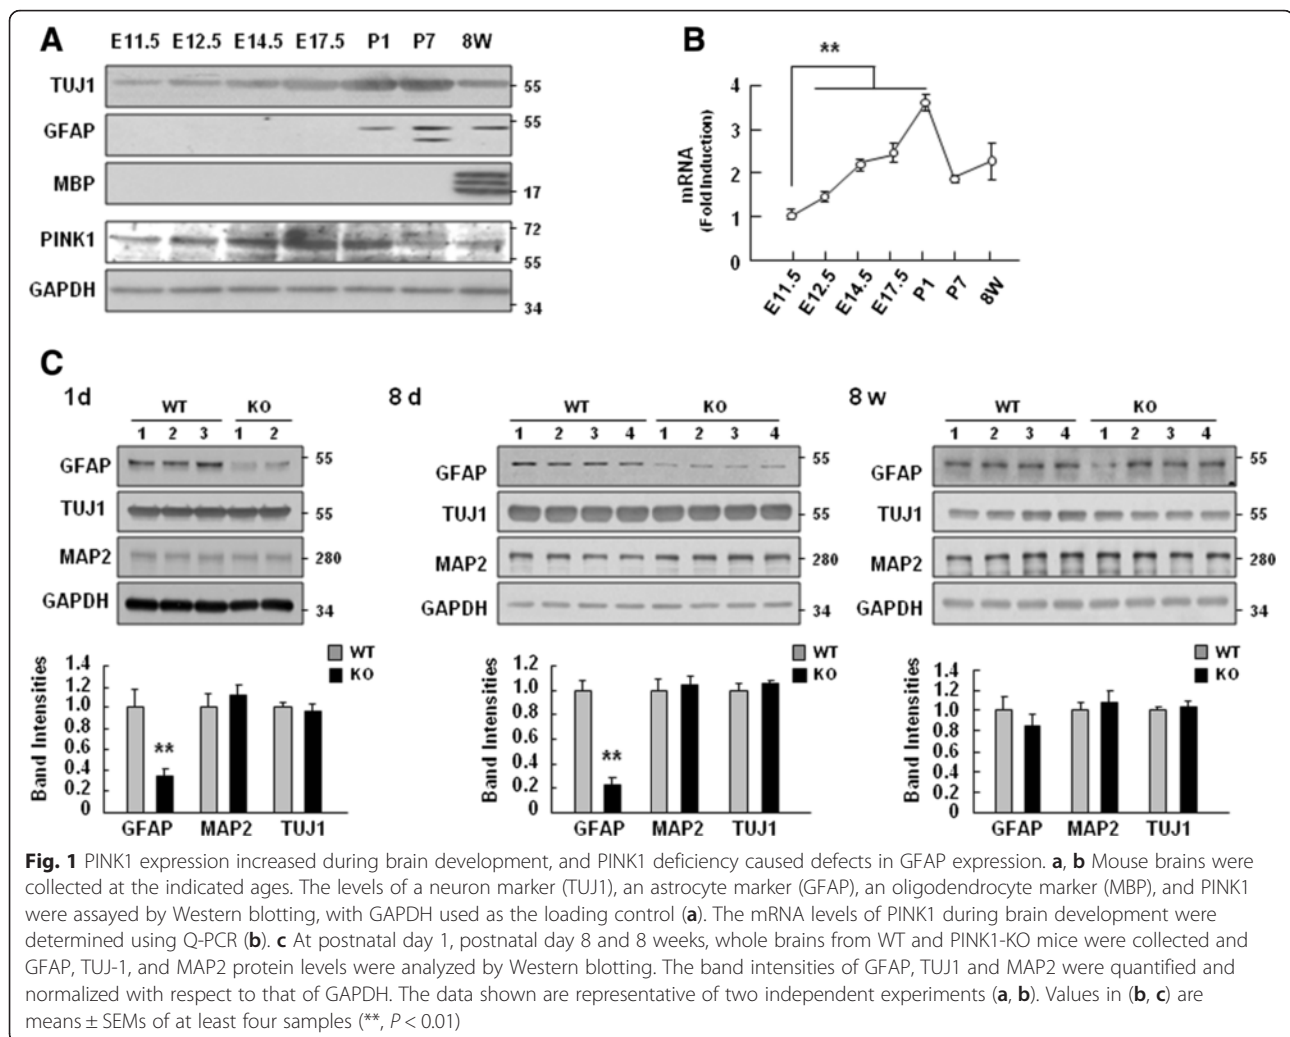 A
E11.5 E12.5 E14.5 E17.5 P1 P7 8W
TUJ1 55
GFAP 55
MBP 17
PINK1 72
55
GAPDH 34
B
**
mRNA
(Fold Induction)
4
3
2
1
0
E11.5 E12.5 E14.5 E17.5 P1 P7 8W
C
1d
WT KO
1 2 3 1 2
GFAP 55
TUJ1 55
MAP2 280
GAPDH 34
WT
KO
Band Intensities
1.4
1.2
1.0
0.8
0.6
0.4
0.2
0
**
GFAP MAP2 TUJ1
8 d
WT KO
1 2 3 4 1 2 3 4
GFAP 55
TUJ1 55
MAP2 280
GAPDH 34
WT
KO
Band Intensities
1.2
1.0
0.8
0.6
0.4
0.2
0
**
GFAP MAP2 TUJ1
8 w
WT KO
1 2 3 4 1 2 3 4
GFAP 55
TUJ1 55
MAP2 280
GAPDH 34
WT
KO
Band Intensities
1.4
1.2
1.0
0.8
0.6
0.4
0.2
0
GFAP MAP2 TUJ1
Fig. 1 PINK1 expression increased during brain development, and PINK1 deficiency caused defects in GFAP expression. a, b Mouse brains were
collected at the indicated ages. The levels of a neuron marker (TUJ1), an astrocyte marker (GFAP), an oligodendrocyte marker (MBP), and PINK1
were assayed by Western blotting, with GAPDH used as the loading control (a). The mRNA levels of PINK1 during brain development were
determined using Q-PCR (b). c At postnatal day 1, postnatal day 8 and 8 weeks, whole brains from WT and PINK1-KO mice were collected and
GFAP, TUJ-1, and MAP2 protein levels were analyzed by Western blotting. The band intensities of GFAP, TUJ1 and MAP2 were quantified and
normalized with respect to that of GAPDH. The data shown are representative of two independent experiments (a, b). Values in (b, c) are
means ± SEMs of at least four samples (**, P < 0.01)